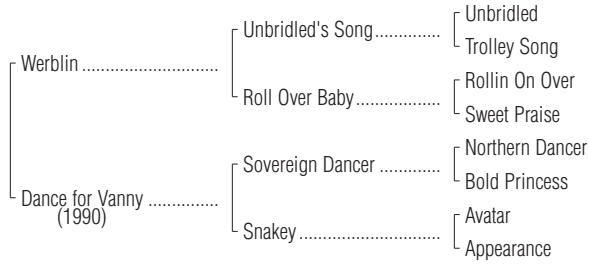 Unbridled
Unbridled's Song..............
Trolley Song
Werblin ............................
Rollin On Over
Roll Over Baby.................
Sweet Praise
Northern Dancer
Sovereign Dancer ............
Bold Princess
Dance for Vanny ..............
(1990)
Avatar
Snakey............................
Appearance